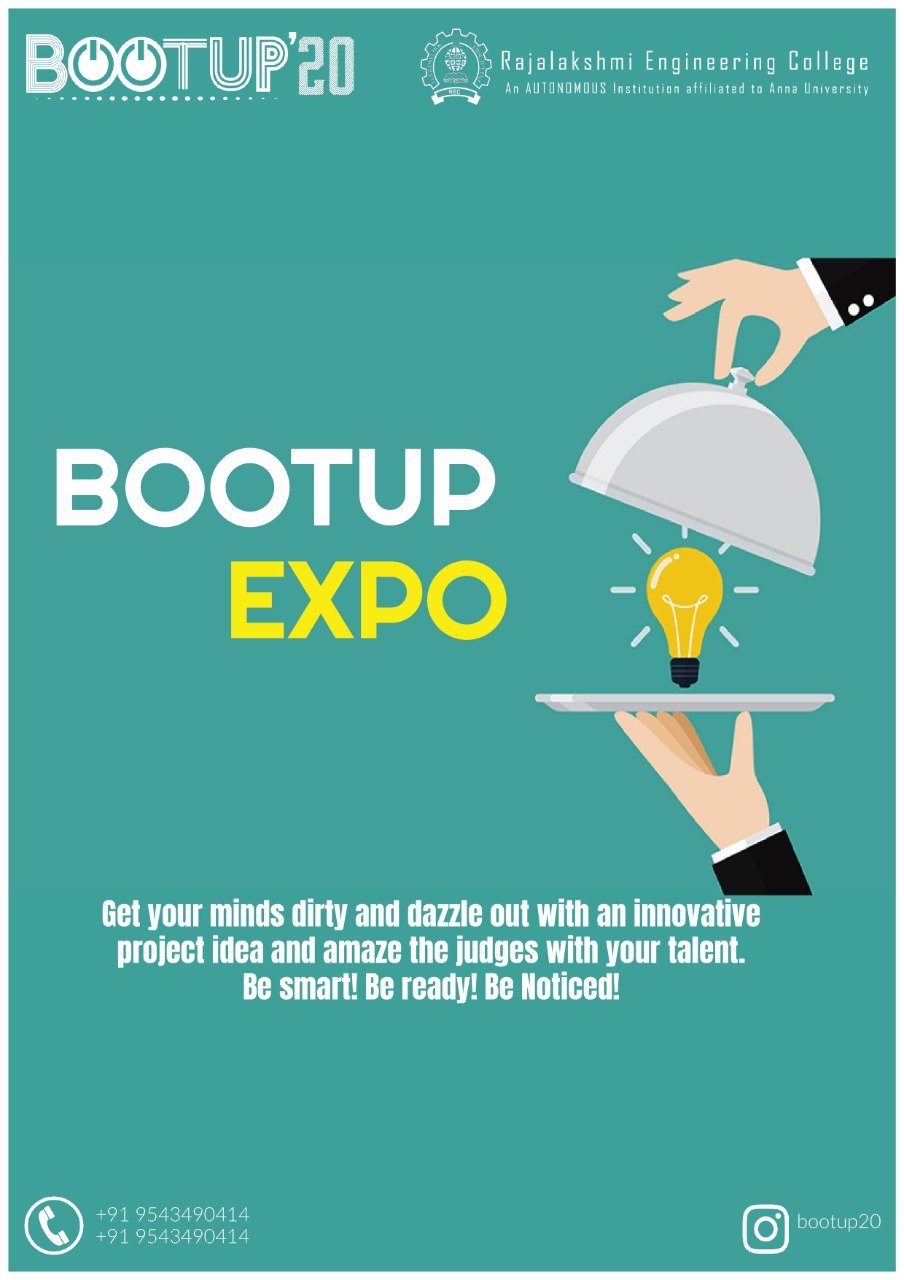 BOOTUP'20
Rajalakshmi Engineering College
An AUTONOMOUS Institution affiliated to Anna University
REC
BOOTUP
EXPO
Get your minds dirty and dazzle out with an innovative
project idea and amaze the judges with your talent.
Be smart! Be ready! Be Noticed!
+91 9543490414
+91 9543490414
bootup20